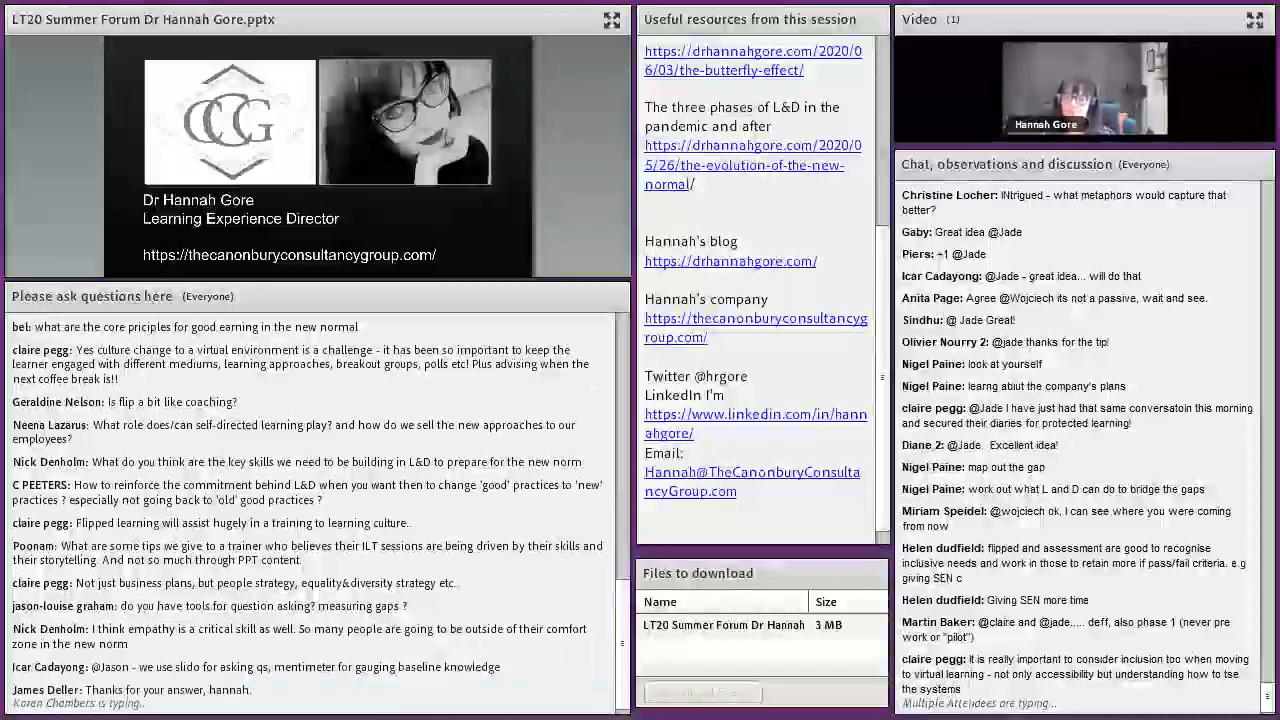 LT20 Summer Forum Dr Hannah Gore.pptx
CCG
Dr Hannah Gore
Learning Experience Director
https://thecanonburyconsultancygroup.com/
Please ask questions here (Everyone)
bel: what are the core priciples for good earning in the new normal
claire pegg: Yes culture change to a virtual environment is a challenge - it has been so important to keep the
learner engaged with different mediums, learning approaches, breakout groups, polls etc! Plus advising when the
next coffee break is!!
Geraldine Nelson: Is flip a bit like coaching?
Neena Lazarus: What role does/can self-directed learning play? and how do we sell the new approaches to our
employees?
Nick Denholm: What do you think are the key skills we need to be building in L&D to prepare for the new norm
C PEETERS: How to reinforce the commitment behind L&D when you want then to change 'good' practices to 'new'
practices ? especially not going back to 'old' good practices ?
claire pegg: Flipped learning will assist hugely in a training to learning culture..
Poonam: What are some tips we give to a trainer who believes their ILT sessions are being driven by their skills and
their storytelling. And not so much through PPT content.
claire pegg: Not just business plans, but people strategy, equality&diversity strategy etc..
jason-louise graham: do you have tools for question asking? measuring gaps ?
Nick Denholm: I think empathy is a critical skill as well. So many people are going to be outside of their comfort
zone in the new norm
Icar Cadayong: @Jason - we use slido for asking qs, mentimeter for gauging baseline knowledge
James Deller: Thanks for your answer, hannah.
Karen Chambers is typing..
Useful resources from this session
https://drhannahgore.com/2020/0
6/03/the-butterfly-effect/
The three phases of L&D in the
pandemic and after
https://drhannahgore.com/2020/0
5/26/the-evolution-of-the-new-
normal/
Hannah's blog
https://drhannahgore.com/
Hannah's company
https://thecanonburyconsultancyg
roup.com/
Twitter @hrgore
LinkedIn I'm
https://www.linkedin.com/in/hann
ahgore/
Email:
Hannah@TheCanonburyConsulta
ncyGroup.com
Files to download
Name Size
LT20 Summer Forum Dr Hannah 3 MB
Video (1)
Hannah Gore
Chat, observations and discussion (Everyone)
Christine Locher: INtrigued - what metaphors would capture that
better?
Gaby: Great idea @Jade
Piers: +1 @Jade
Icar Cadayong: @Jade - great idea... will do that
Anita Page: Agree @Wojciech its not a passive, wait and see.
Sindhu: @ Jade Great!
Olivier Nourry 2: @jade thanks for the tip!
Nigel Paine: look at yourself
Nigel Paine: learng abiut the company's plans
claire pegg: @Jade I have just had that same conversatoin this morning
and secured their diaries for protected learning!
Diane 2: @Jade. Excellent idea!
Nigel Paine: map out the gap
Nigel Paine: work out what L and D can do to bridge the gaps
Miriam Speidel: @wojciech ok, I can see where you were coming
from now
Helen dudfield: flipped and assessment are good to recognise
inclusive needs and work in those to retain more if pass/fail criteria. e.g
giving SEN c
Helen dudfield: Giving SEN more time
Martin Baker: @claire and @jade..... deff, also phase 1 (never pre
work or "pilot")
claire pegg: It is really important to consider inclusion too when moving
to virtual learning - not only accessibility but understanding how to tse
the systems
Multiple Attendees are typing...